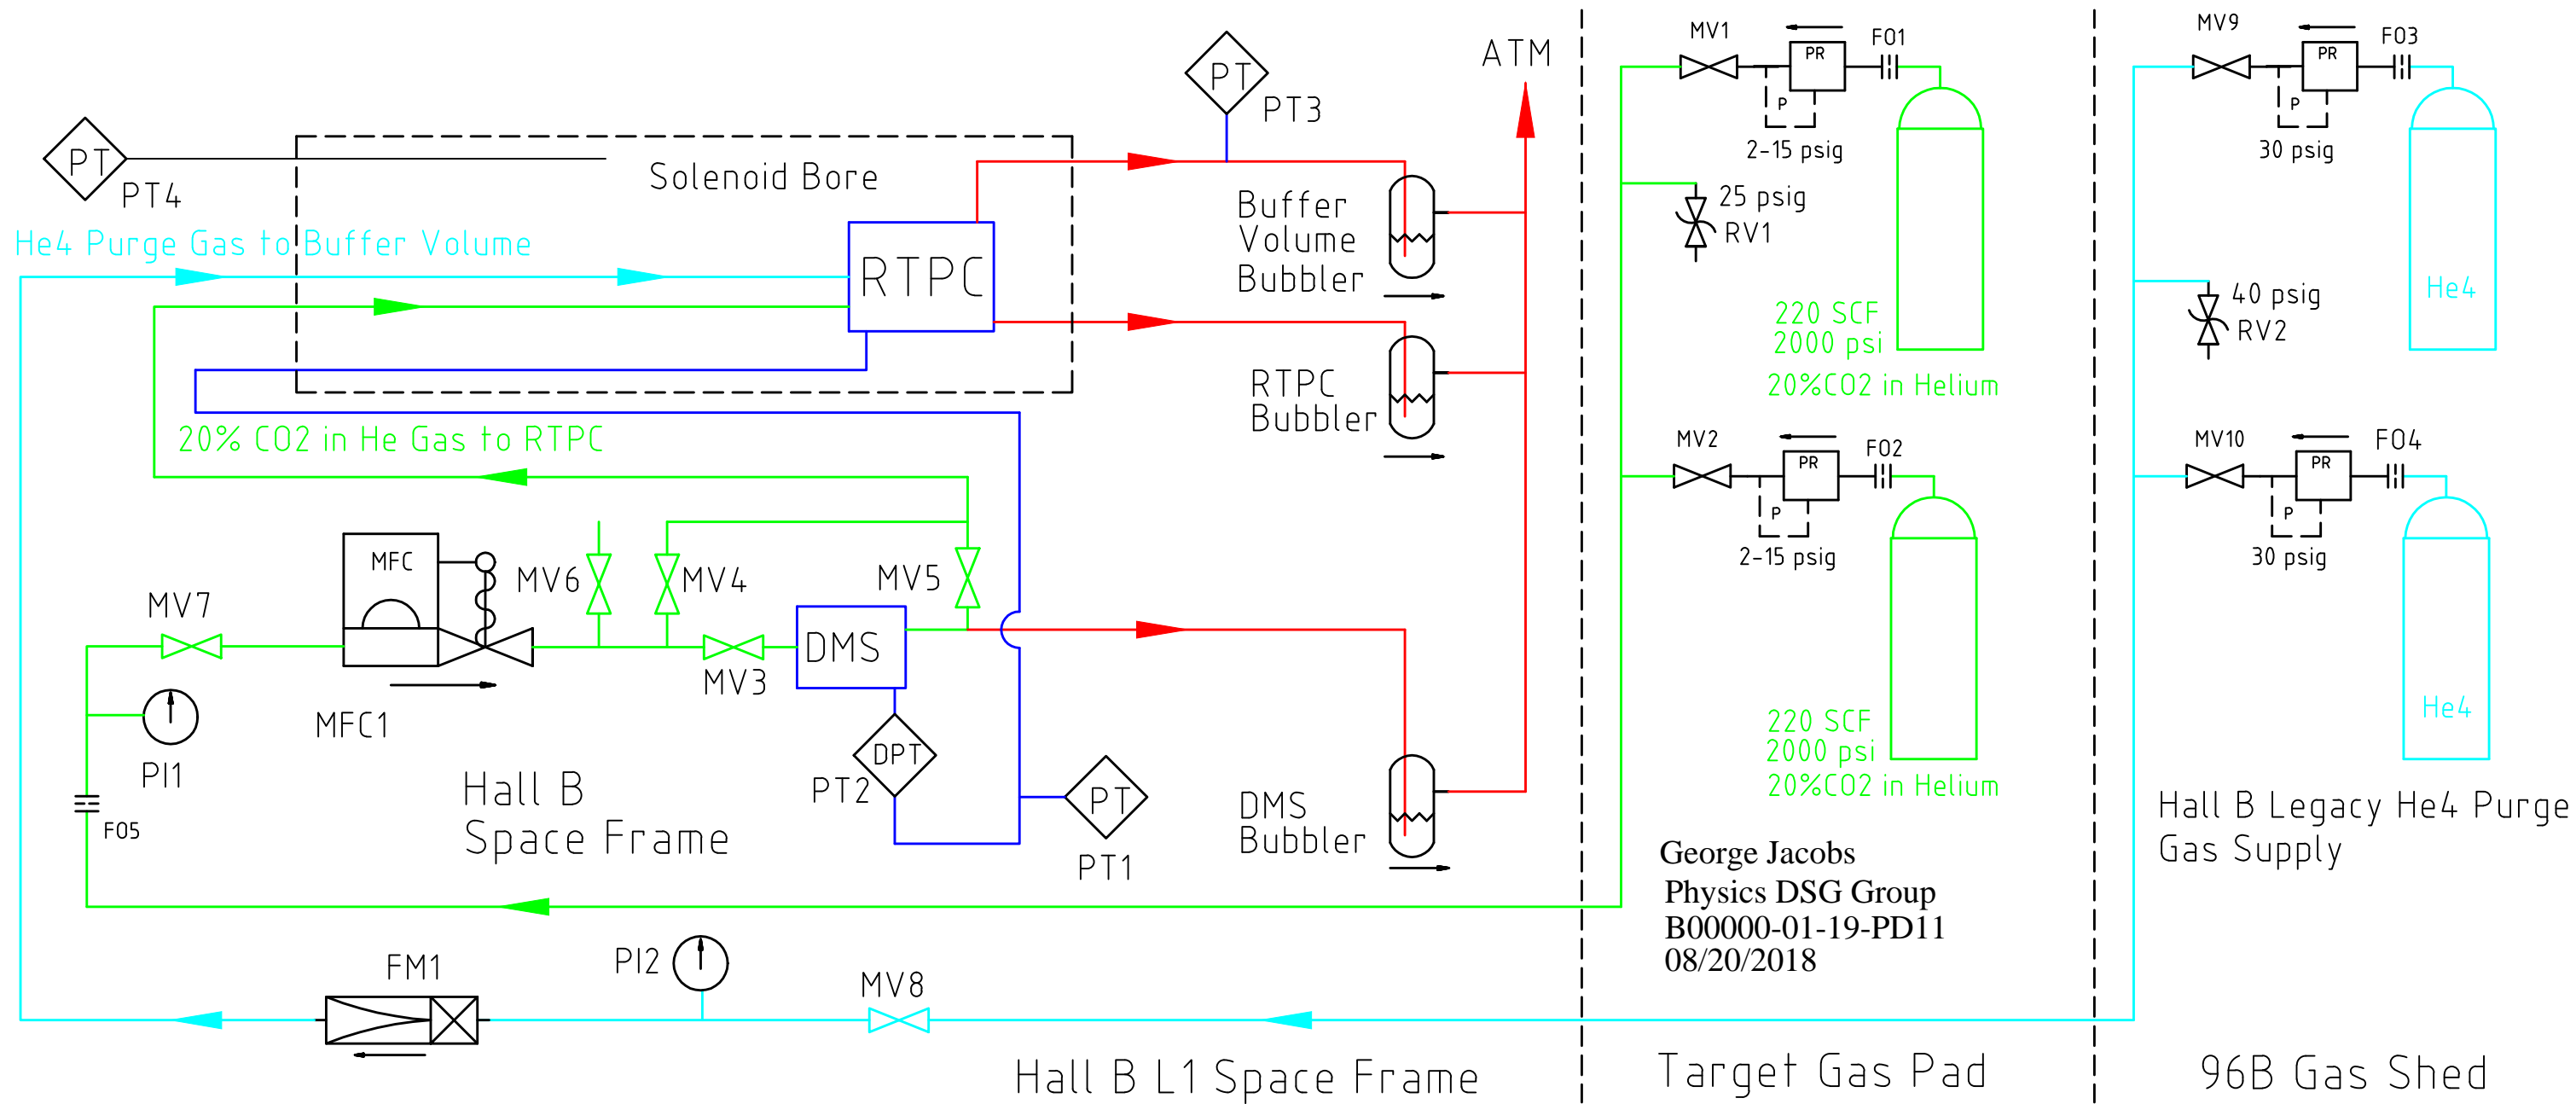 ATM
MV1
PR
FO1
P
2-15 psig
25 psig
RV1
220 SCF
2000 psi
20%CO2 in Helium
MV9
PR
FO3
P
30 psig
He4
40 psig
RV2
PT
PT3
PT
PT4
Solenoid Bore
He4 Purge Gas to Buffer Volume
RTPC
Buffer
Volume
Bubbler
RTPC
Bubbler
20% CO2 in He Gas to RTPC
MV2
PR
FO2
P
2-15 psig
220 SCF
2000 psi
20%CO2 in Helium
MV10
PR
FO4
P
30 psig
He4
MV7
MFC
MFC1
MV6
MV4
MV5
MV3
DMS
DPT
PT2
PT
PT1
PI1
FO5
Hall B
Space Frame
DMS
Bubbler
George Jacobs
Physics DSG Group
B00000-01-19-PD11
08/20/2018
Hall B Legacy He4 Purge
Gas Supply
FM1
PI2
MV8
Hall B L1 Space Frame
Target Gas Pad
96B Gas Shed